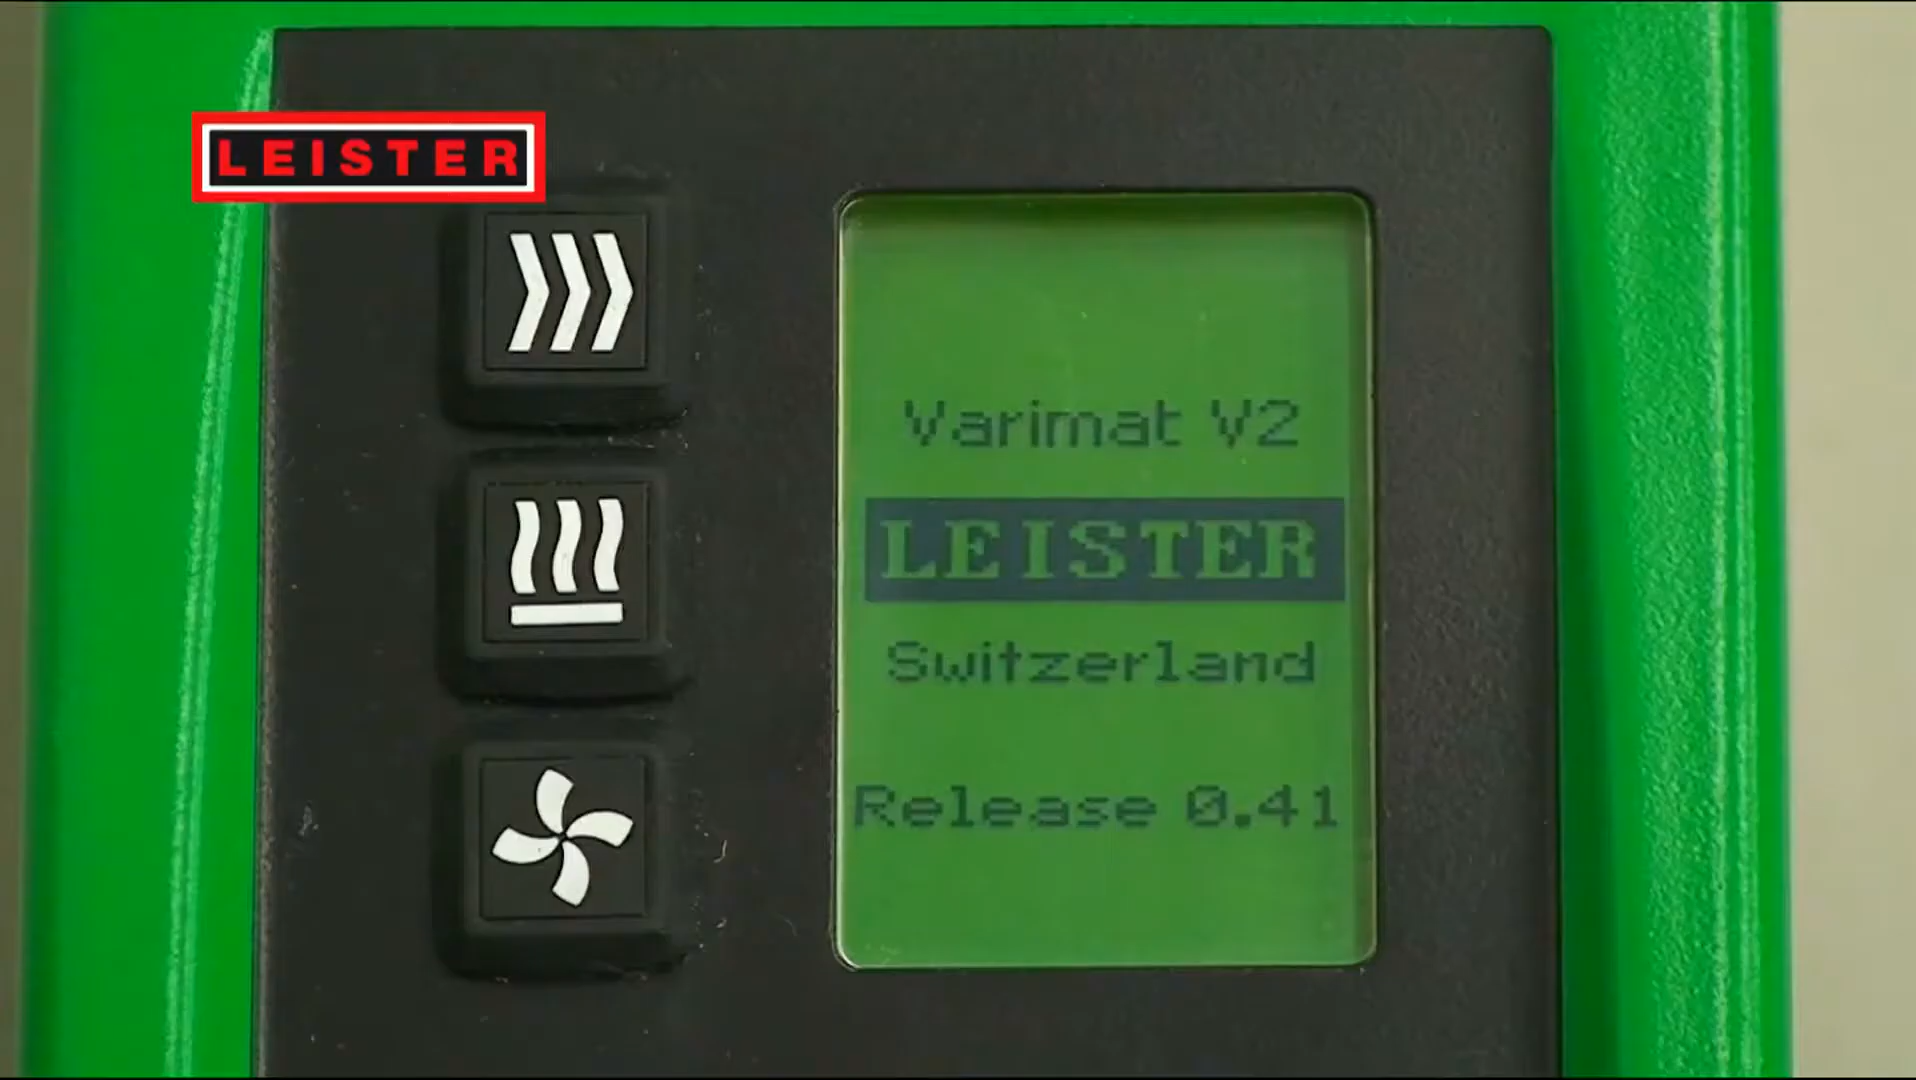 LEISTER
Varimat V2
LEISTER
Switzerland
Release 0.41